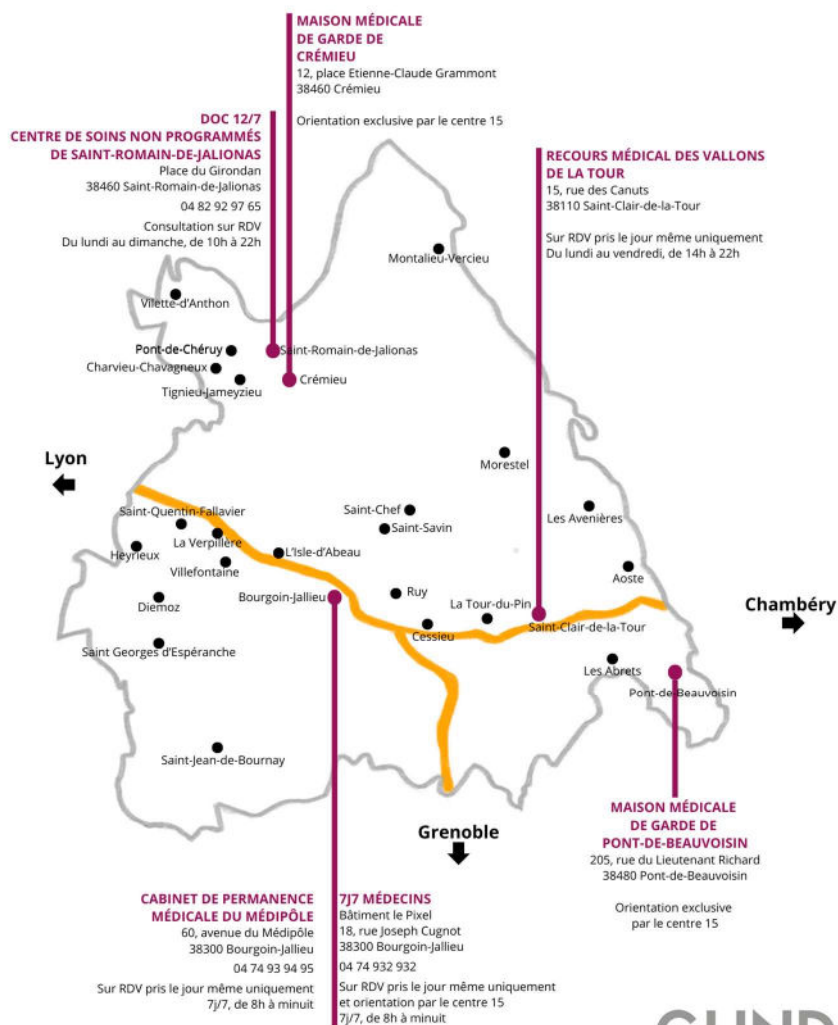 MAISON MÉDICALE
DE GARDE DE
CRÉMIEU
12, place Etienne-Claude Grammont
38460 Crémieu
Orientation exclusive par le centre 15
DOC 12/7
CENTRE DE SOINS NON PROGRAMMÉS
DE SAINT-ROMAIN-DE-JALIONAS
Place du Girondan
38460 Saint-Romain-de-Jalionas
04 82 92 97 65
Consultation sur RDV
Du lundi au dimanche, de 10h à 22h
RECOURS MÉDICAL DES VALLONS
DE LA TOUR
15, rue des Canuts
38110 Saint-Clair-de-la-Tour
Sur RDV pris le jour même uniquement
Du lundi au vendredi, de 14h à 22h
Montalieu-Vercieu
Vilette-d'Anthon
Pont-de-Chéruy
Saint-Romain-de-Jalionas
Charvieu-Chavagneux
Tignieu-Jameyzieu
Crémieu
Lyon
Morestel
Saint-Quentin-Fallavier
Saint-Chef
Les Avenières
Saint-Savin
La Verpillère
Heyrieux
L'Isle-d'Abeau
Villefontaine
Aoste
Bourgoin-Jallieu
Ruy
Diemoz
La Tour-du-Pin
Chambéry
Cessieu
Saint-Clair-de-la-Tour
Saint Georges d'Espéranche
Les Abrets
Pont-de-Beauvoisin
Saint-Jean-de-Bournay
Grenoble
MAISON MÉDICALE
DE GARDE DE
PONT-DE-BEAUVOISIN
205, rue du Lieutenant Richard
38480 Pont-de-Beauvoisin
Orientation exclusive
par le centre 15
CABINET DE PERMANENCE
MÉDICALE DU MÉDIPÔLE
60, avenue du Médipôle
38300 Bourgoin-Jallieu
04 74 93 94 95
Sur RDV pris le jour même uniquement
7j/7, de 8h à minuit
7J7 MÉDECINS
Bâtiment le Pixel
18, rue Joseph Cugnot
38300 Bourgoin-Jallieu
04 74 932 932
Sur RDV pris le jour même uniquement
et orientation par le centre 15
7j/7, de 8h à minuit